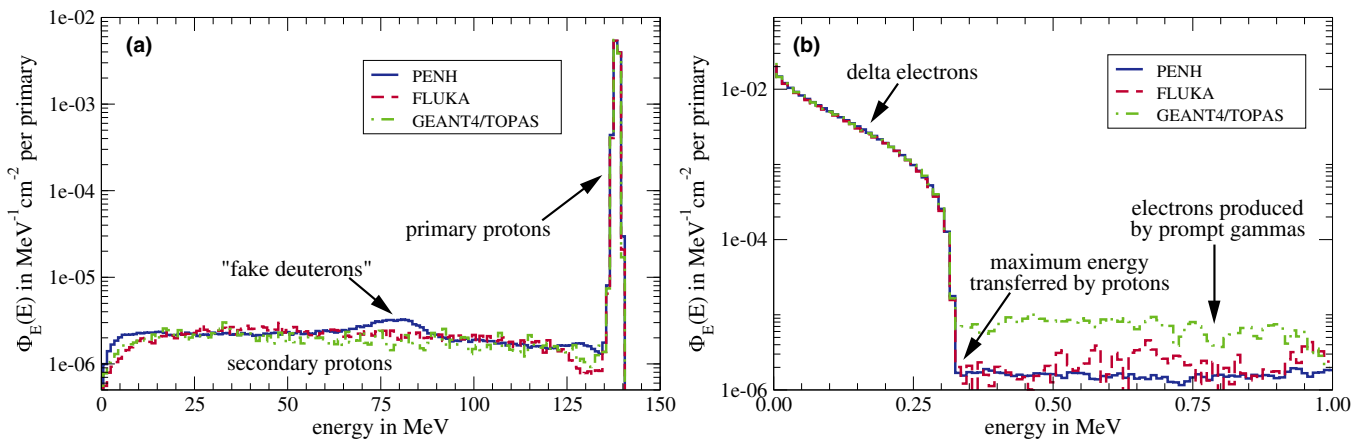 (a)
Φ_E(E) in MeV⁻¹cm⁻² per primary
1e-02
1e-03
1e-04
1e-05
1e-06
PENH
FLUKA
GEANT4/TOPAS
primary protons
"fake deuterons"
secondary protons
0 25 50 75 100 125 150
energy in MeV
(b)
Φ_E(E) in MeV⁻¹cm⁻² per primary
1e-02
1e-04
1e-06
delta electrons
PENH
FLUKA
GEANT4/TOPAS
electrons produced
by prompt gammas
maximum energy
transferred by protons
0.00 0.25 0.50 0.75 1.00
energy in MeV